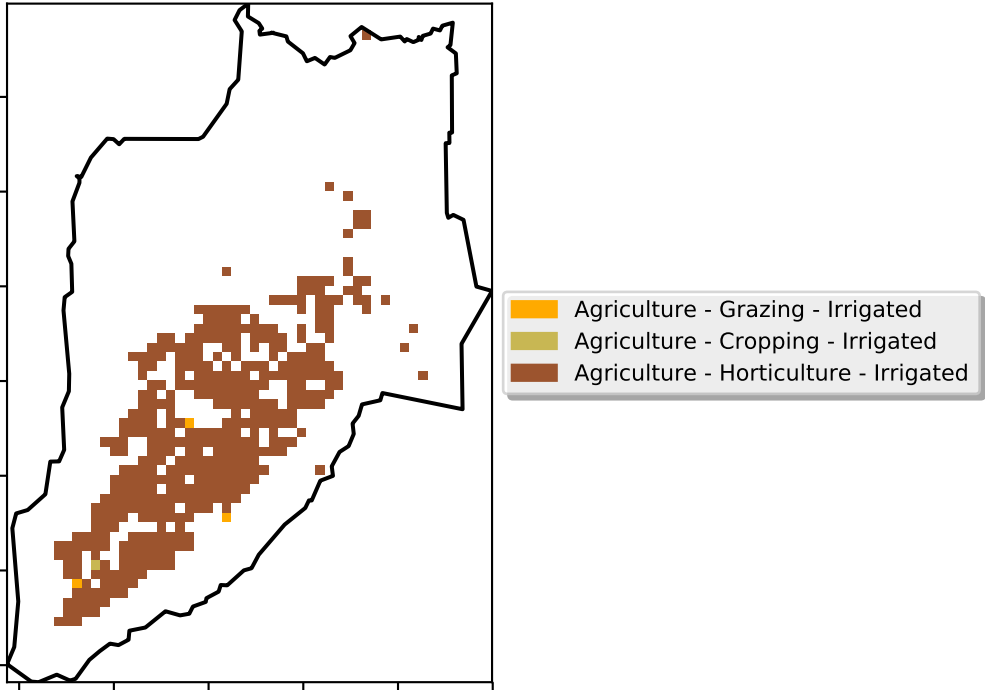 Agriculture - Grazing - Irrigated
Agriculture - Cropping - Irrigated
Agriculture - Horticulture - Irrigated